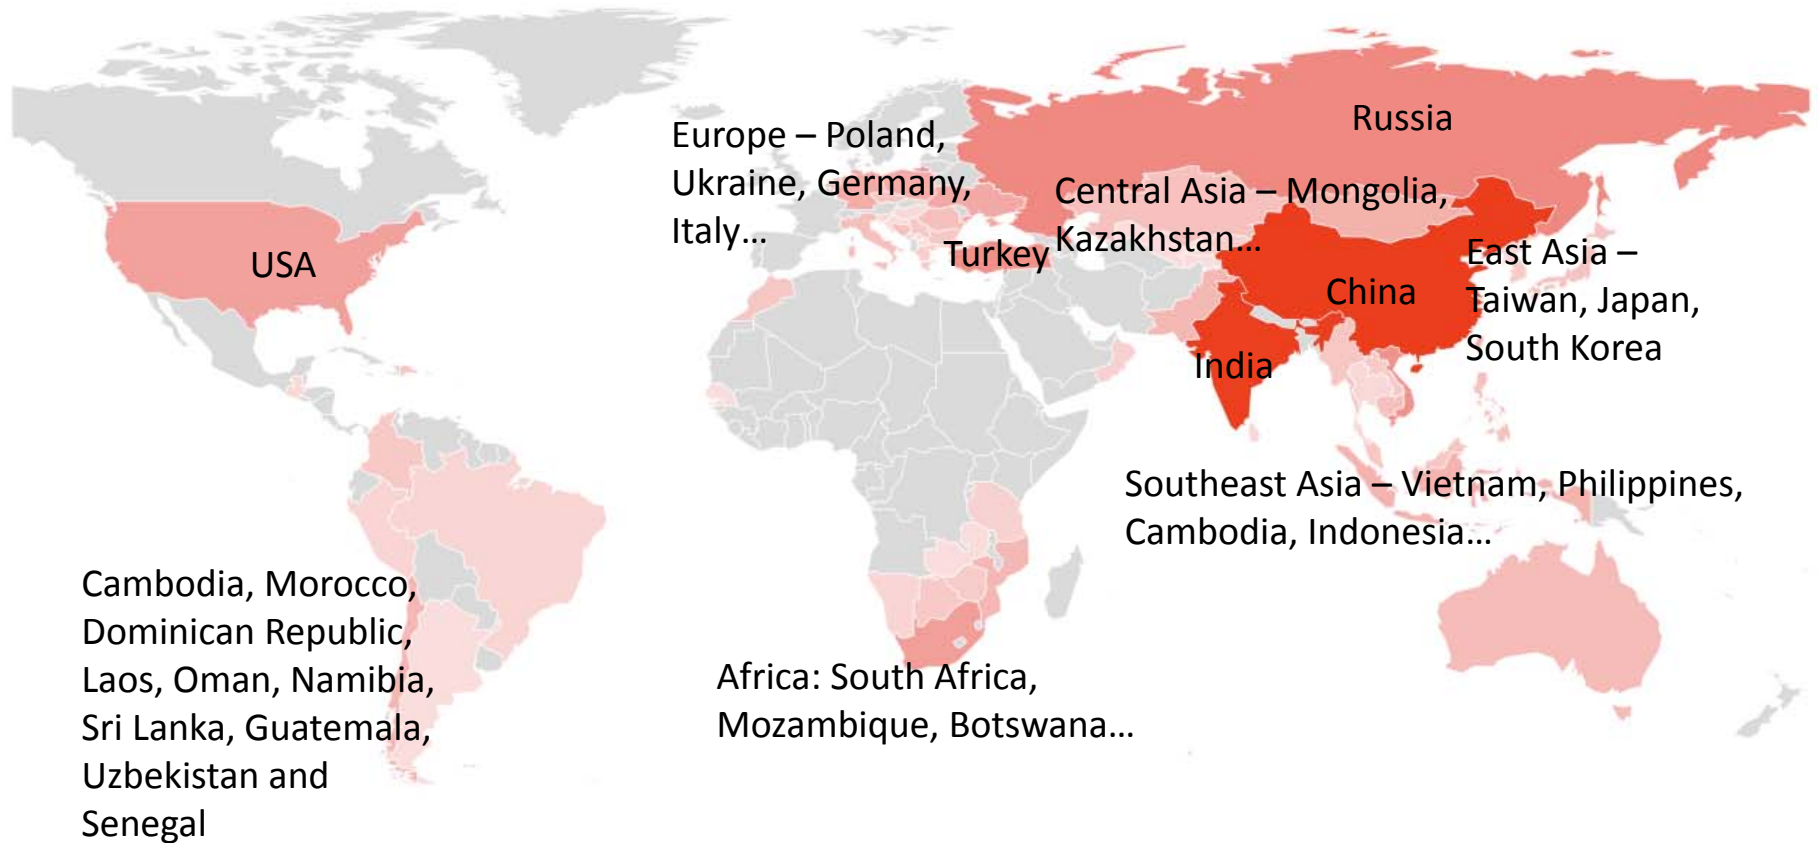 Russia
Europe – Poland,
Ukraine, Germany,
Italy…
Central Asia – Mongolia,
Kazakhstan…
Turkey
USA
East Asia –
Taiwan, Japan,
South Korea
China
India
Southeast Asia – Vietnam, Philippines,
Cambodia, Indonesia…
Cambodia, Morocco,
Dominican Republic,
Laos, Oman, Namibia,
Sri Lanka, Guatemala,
Uzbekistan and
Senegal
Africa: South Africa,
Mozambique, Botswana…